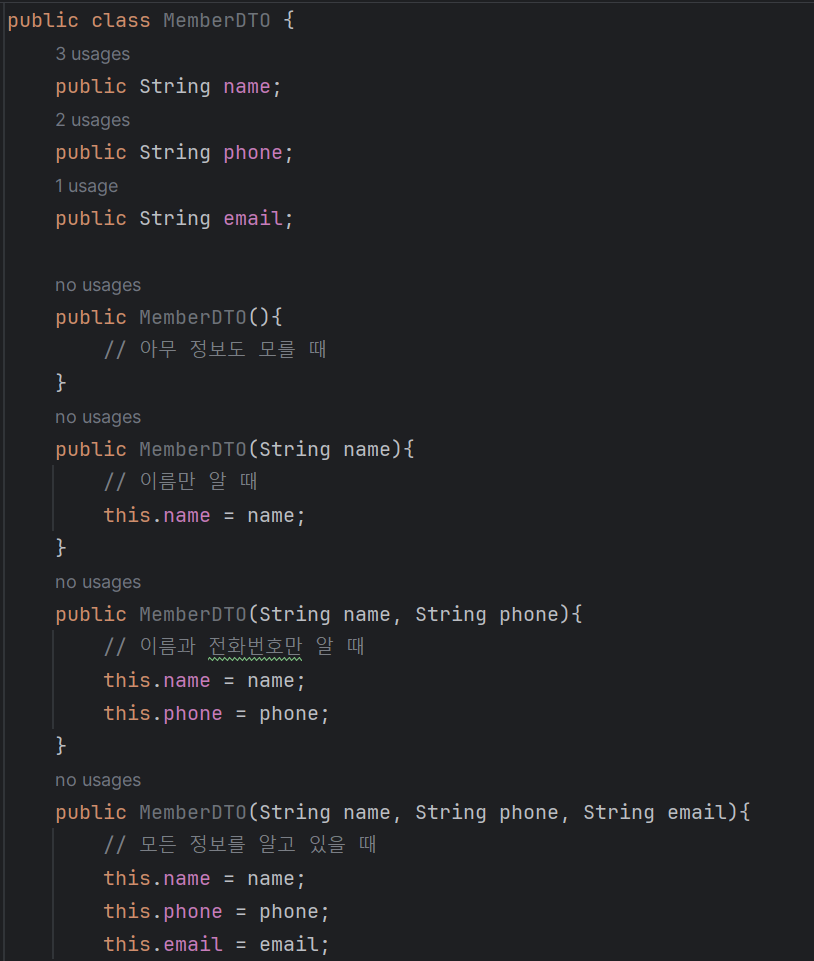 public class MemberDTO {
3 usages
public String name;
2 usages
public String phone;
1 usage
public String email;
no usages
public MemberDTO(){
// 아무 정보도 모를 때
}
no usages
public MemberDTO(String name){
// 이름만 알 때
this.name = name;
}
no usages
public MemberDTO(String name, String phone){
// 이름과 전화번호만 알 때
this.name = name;
this.phone = phone;
}
no usages
public MemberDTO(String name, String phone, String email){
// 모든 정보를 알고 있을 때
this.name = name;
this.phone = phone;
this.email = email;